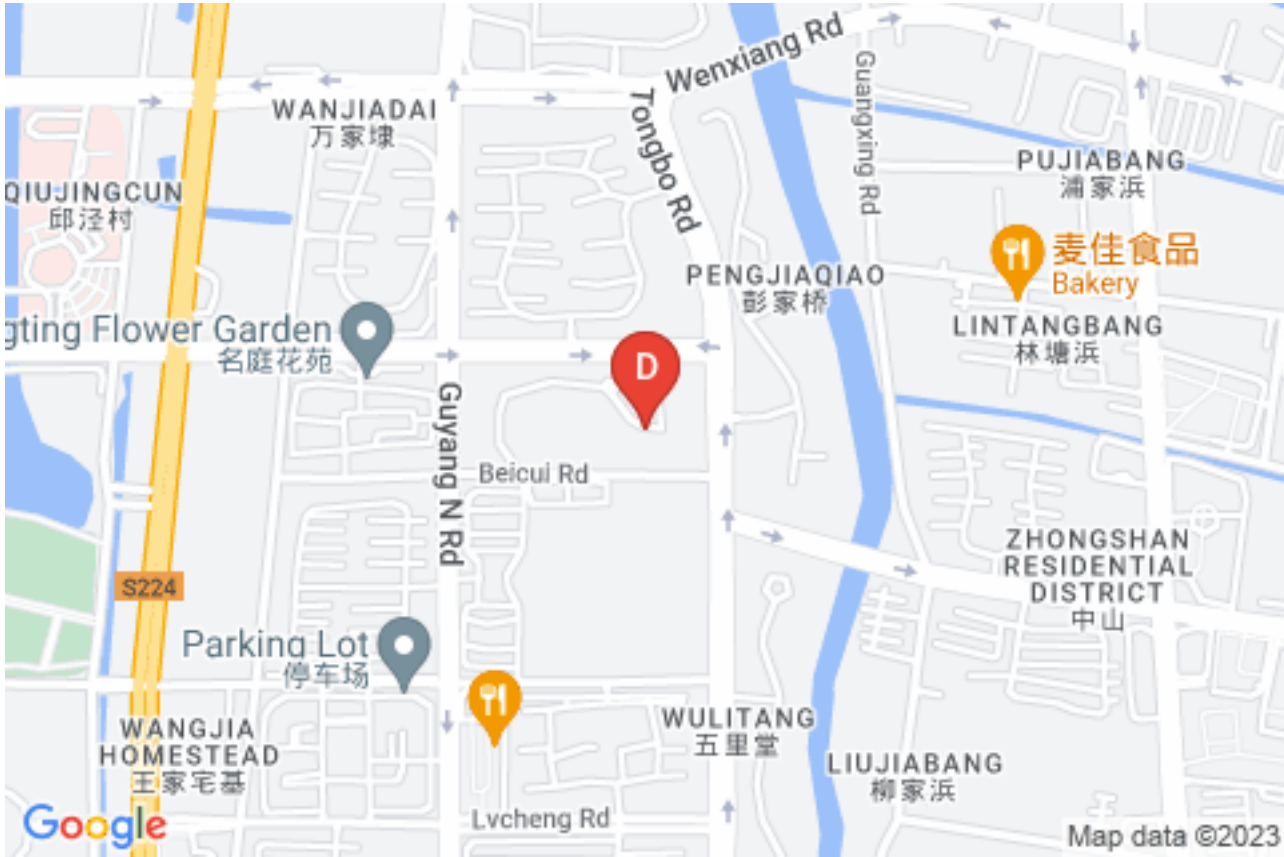 Wenxiang Rd
Tongbo Rd
Guangxing Rd
WANJIADAI
万家埭
QIUJINGCUN
邱泾村
PUJIABANG
浦家浜
麦佳食品
Bakery
PENGJIAQIAO
彭家桥
LINTANGBANG
林塘浜
gting Flower Garden
名庭花苑
D
Guyang N Rd
Beicui Rd
S224
ZHONGSHAN
RESIDENTIAL
DISTRICT
中山
Parking Lot
停车场
WANGJIA
HOMESTEAD
王家宅基
WULITANG
五里堂
LIUJIABANG
柳家浜
Lvcheng Rd
Google
Map data ©2023